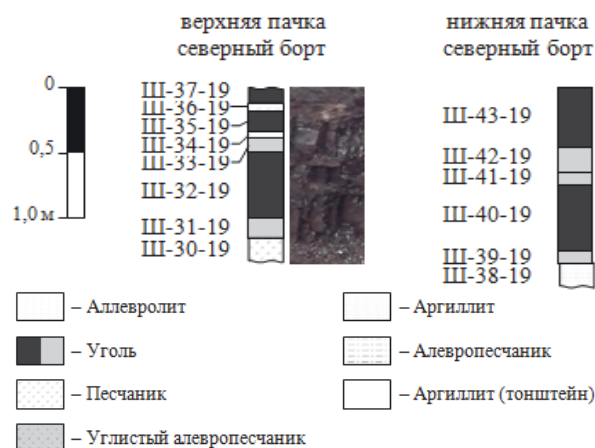 верхняя пачка
северный борт
нижняя пачка
северный борт
0
0,5
1,0 м
Ш-37-19
Ш-36-19
Ш-35-19
Ш-34-19
Ш-33-19
Ш-32-19
Ш-31-19
Ш-30-19
Ш-43-19
Ш-42-19
Ш-41-19
Ш-40-19
Ш-39-19
Ш-38-19
– Аллевролит
– Аргиллит
– Уголь
– Алевропесчаник
– Песчаник
– Аргиллит (тонштейн)
– Углистый алевропесчаник